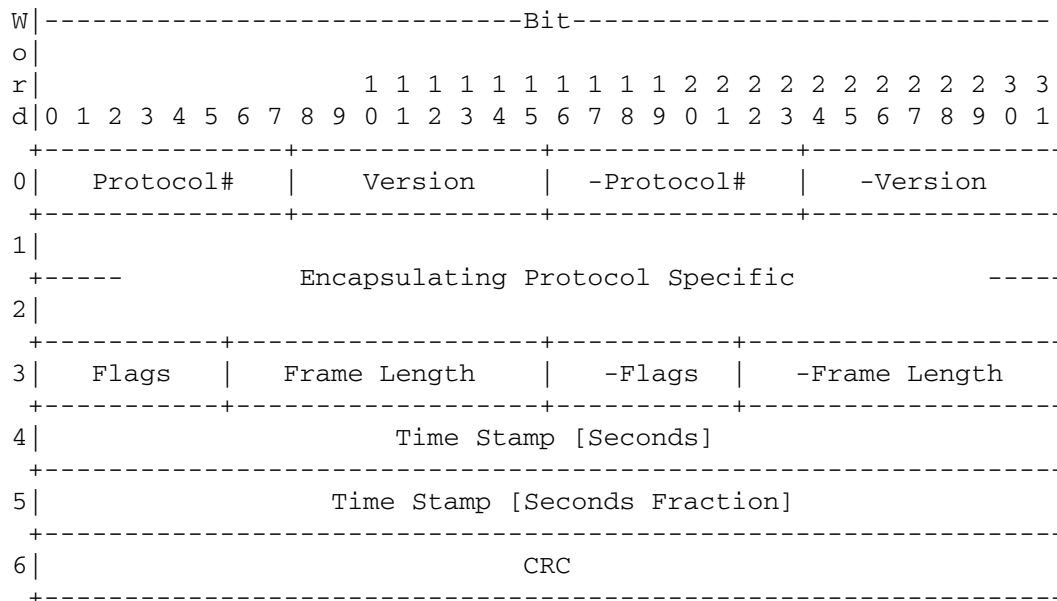 W|------------------------------Bit------------------------------
o|
r|                    1 1 1 1 1 1 1 1 1 1 2 2 2 2 2 2 2 2 2 2 3 3
d|0 1 2 3 4 5 6 7 8 9 0 1 2 3 4 5 6 7 8 9 0 1 2 3 4 5 6 7 8 9 0 1
 +---------------+---------------+---------------+----------------
0|   Protocol#   |    Version    |  -Protocol#   |   -Version
 +---------------+---------------+---------------+----------------
1|
 +-----           Encapsulating Protocol Specific            -----
2|
 +-----------+-------------------+-----------+--------------------
3|   Flags   |   Frame Length    |   -Flags  |   -Frame Length
 +-----------+-------------------+-----------+--------------------
4|                      Time Stamp [Seconds]
 +----------------------------------------------------------------
5|                  Time Stamp [Seconds Fraction]
 +----------------------------------------------------------------
6|                              CRC
 +----------------------------------------------------------------